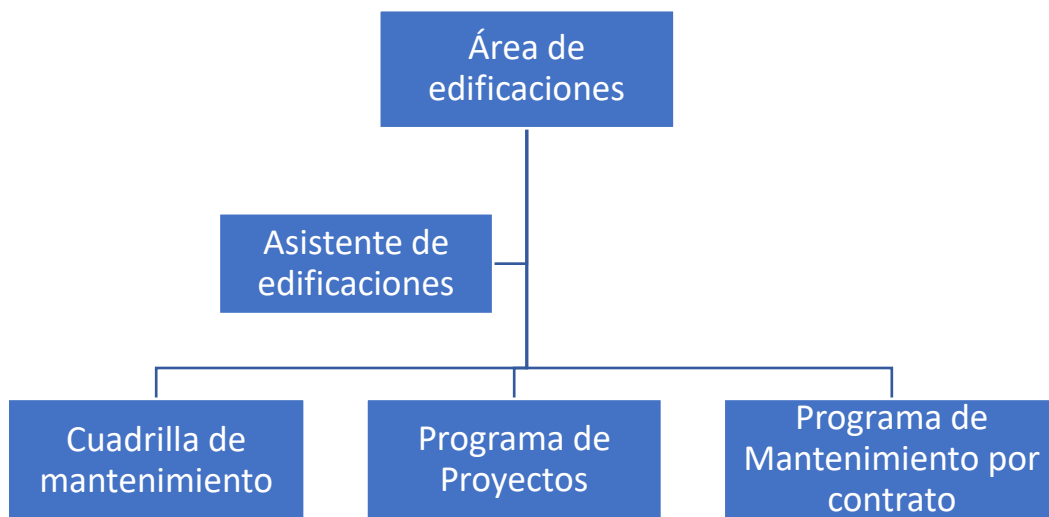 Área de
edificaciones
Asistente de
edificaciones
Cuadrilla de
mantenimiento
Programa de
Proyectos
Programa de
Mantenimiento por
contrato